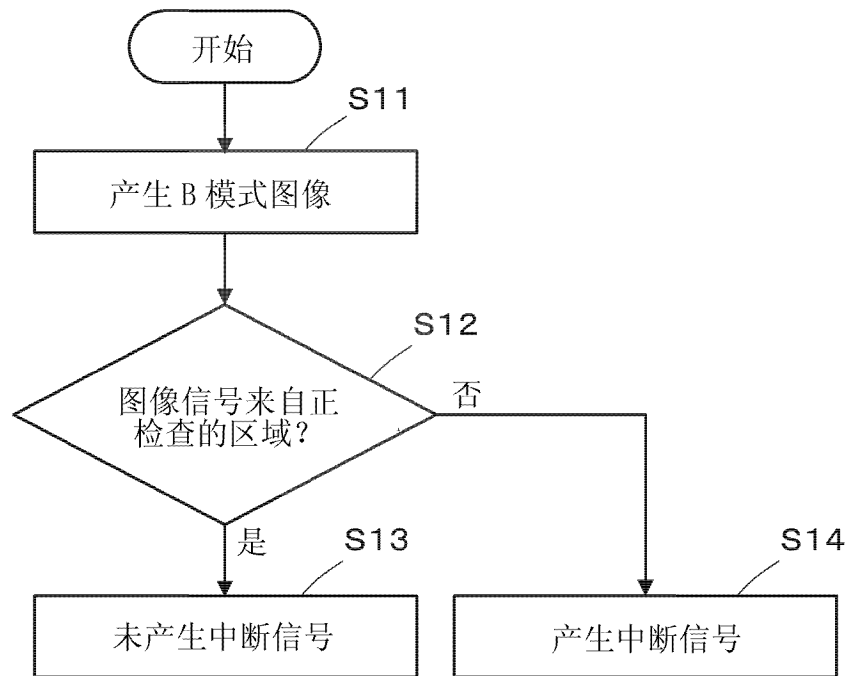 开始
S11
产生 B 模式图像
S12
图像信号来自正
检查的区域?
否
是
S13
未产生中断信号
S14
产生中断信号